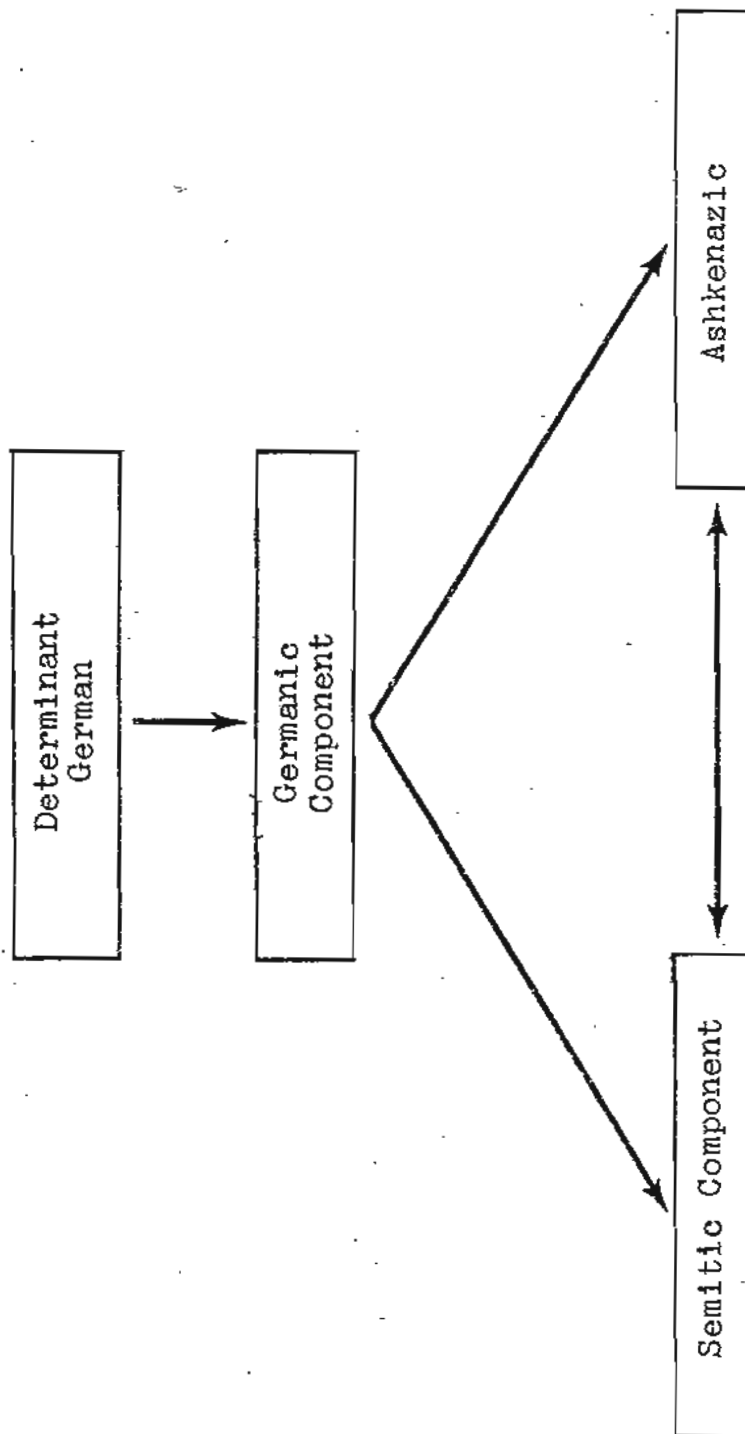 Determinant
German
Germanic
Component
Semitic Component
Ashkenazic